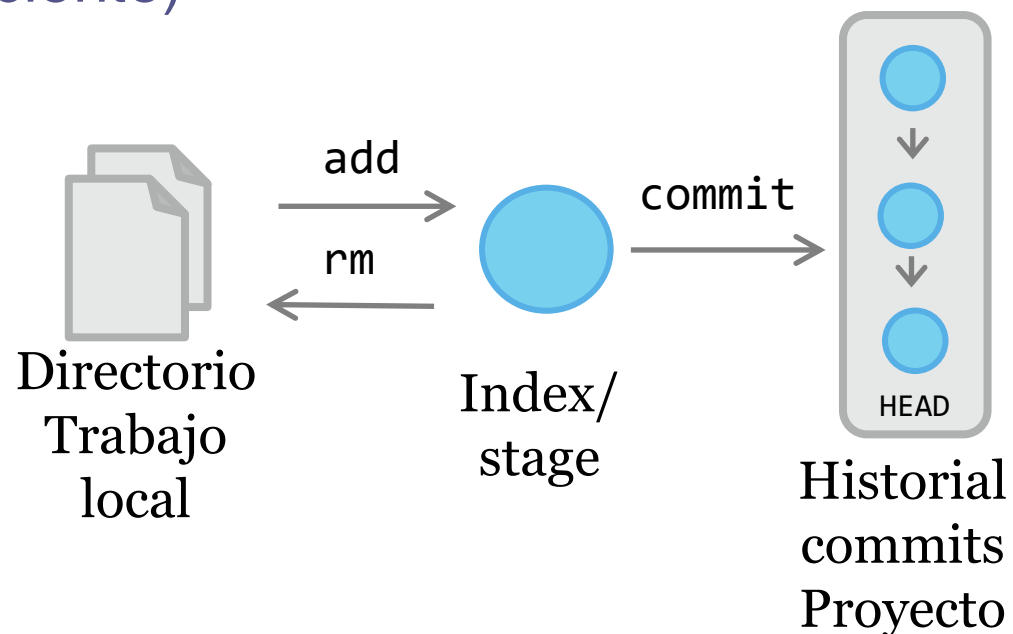 add
rm
commit
HEAD
Directorio
Trabajo
local
Index/
stage
Historial
commits
Proyecto